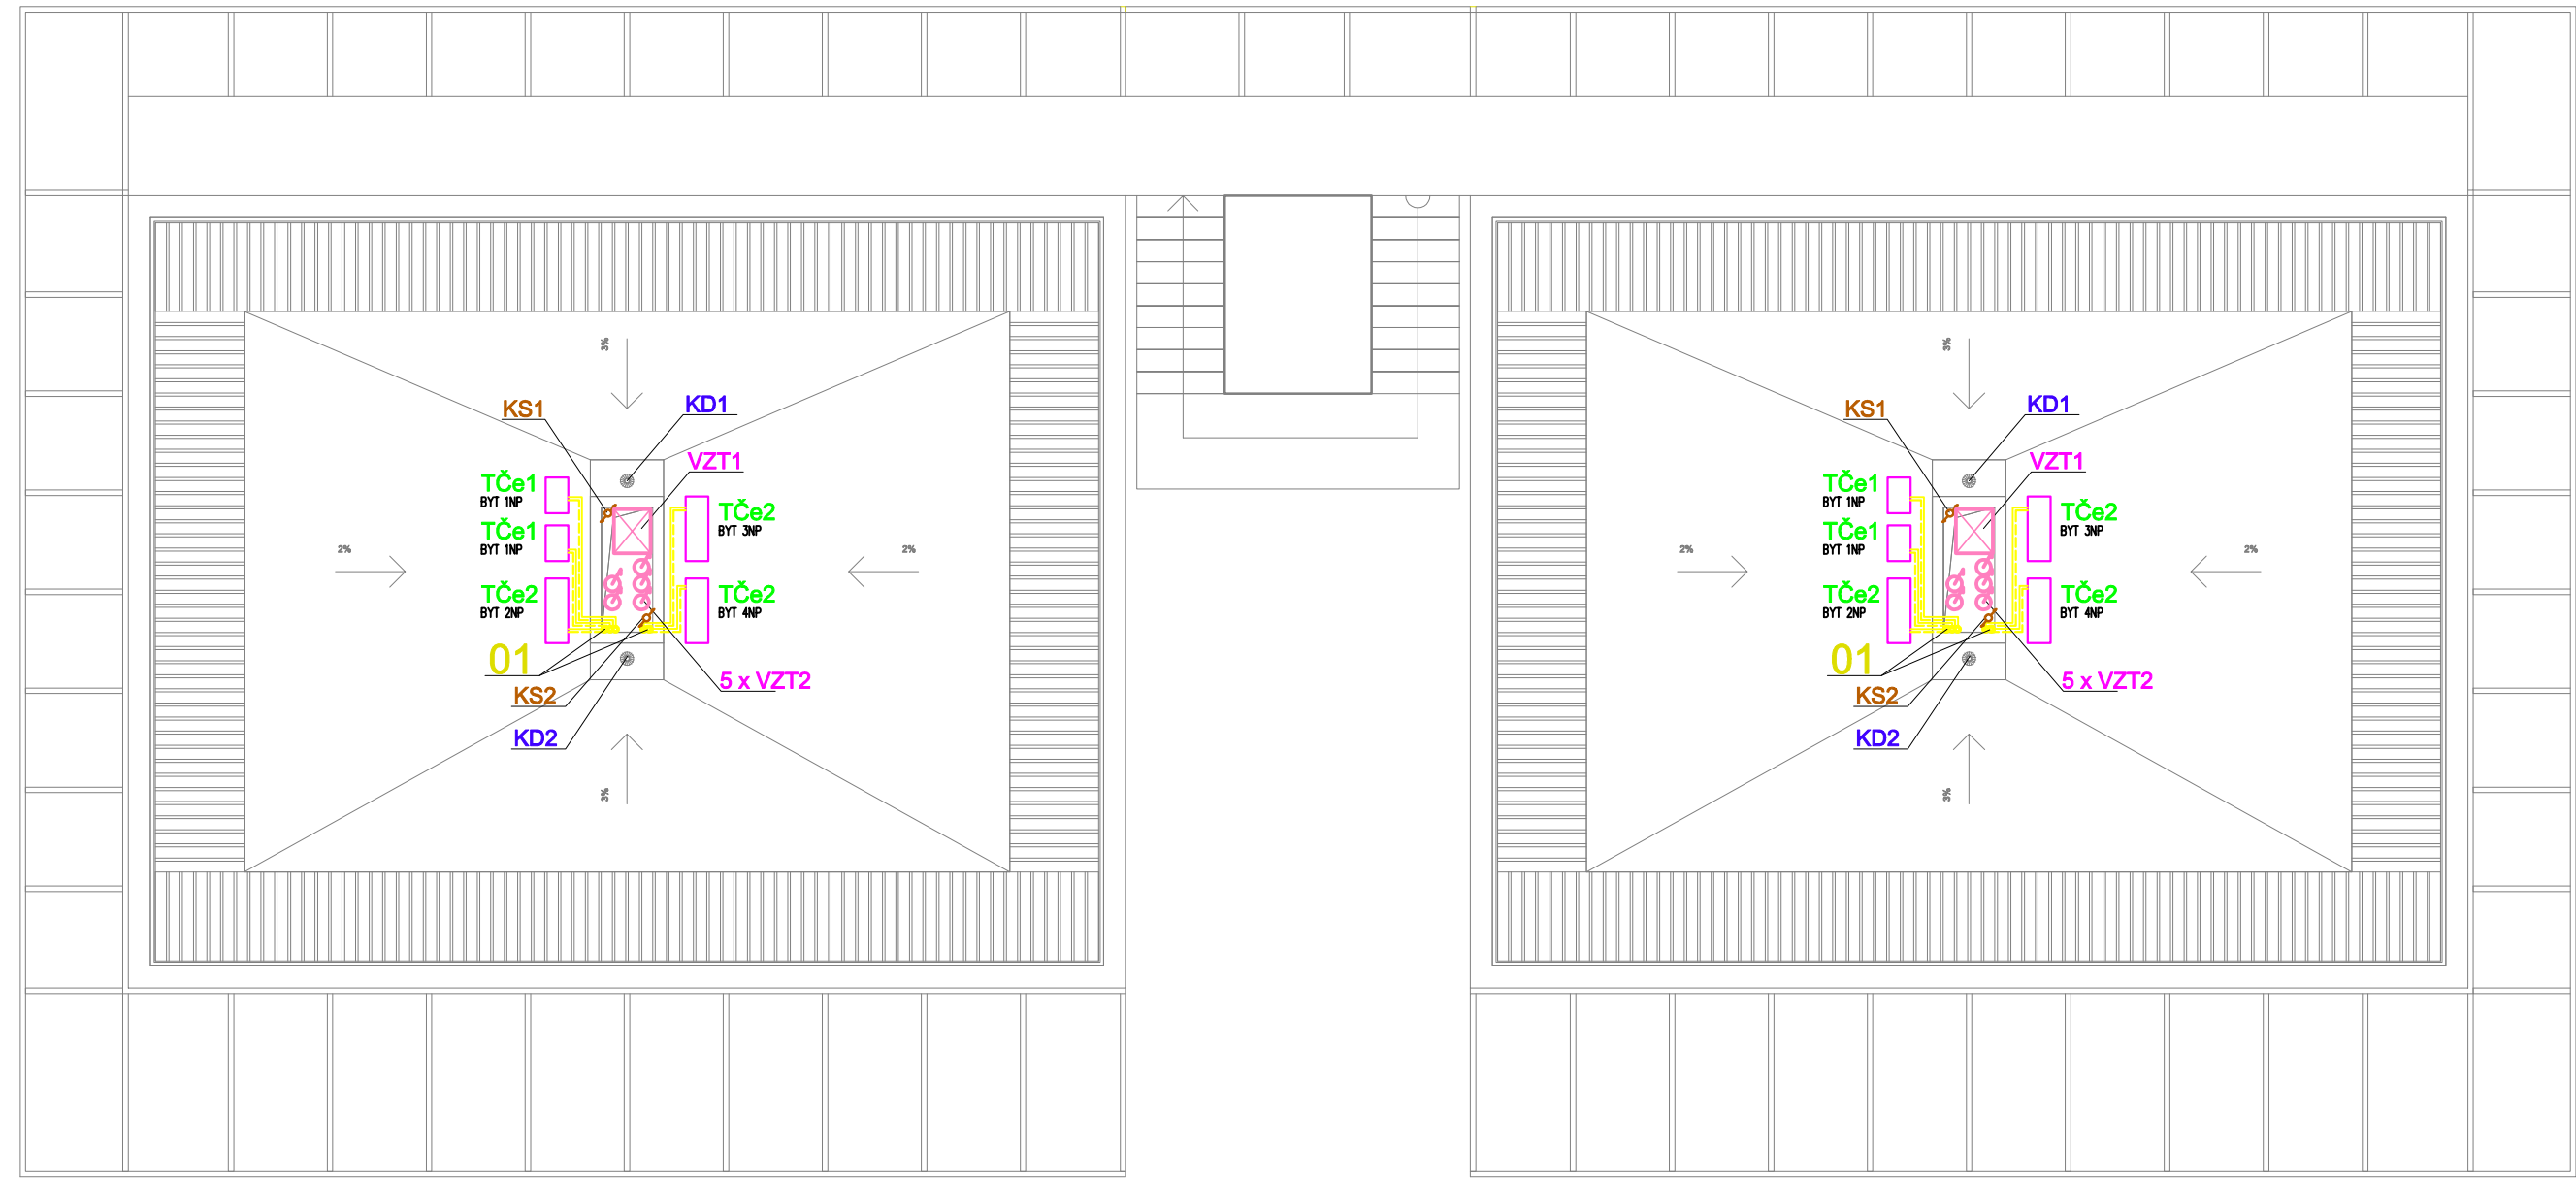 3%
KS1
KD1
VZT1
TČe1
BYT 1NP
TČe2
BYT 3NP
TČe1
BYT 1NP
2%
2%
TČe2
BYT 2NP
TČe2
BYT 4NP
01
5 x VZT2
KS2
KD2
3%
3%
KS1
KD1
VZT1
TČe1
BYT 1NP
TČe2
BYT 3NP
TČe1
BYT 1NP
2%
2%
TČe2
BYT 2NP
TČe2
BYT 4NP
01
5 x VZT2
KS2
KD2
3%